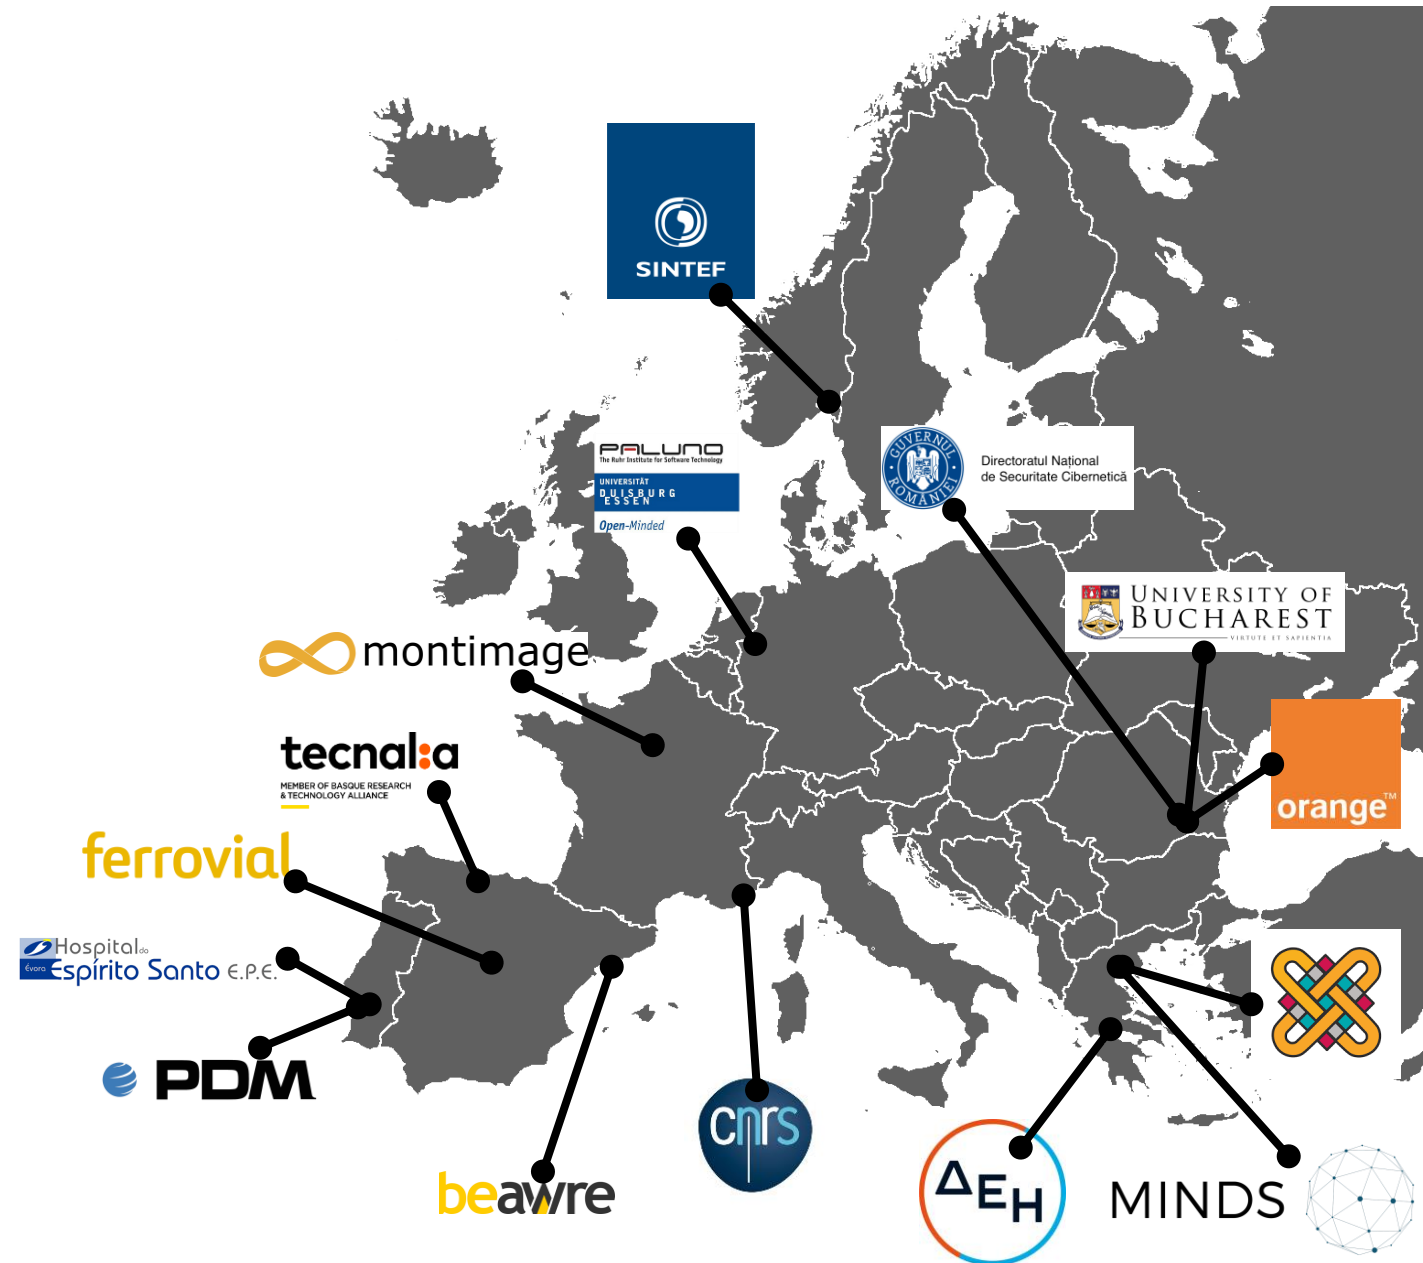 SINTEF
PALUNO
The Ruhr Institute for Software Technology
UNIVERSITÄT
DUISBURG
ESSEN
Open-Minded
GUVERNUL ROMÂNIEI
Directoratul Național
de Securitate Cibernetică
UNIVERSITY OF
BUCHAREST
VIRTUTE ET SAPIENTIA
montimage
tecnal:a
MEMBER OF BASQUE RESEARCH
& TECHNOLOGY ALLIANCE
orange™
ferrovial
Hospital do
Évora Espírito Santo E.P.E.
PDM
cnrs
beawre
ΔΕΗ
MINDS